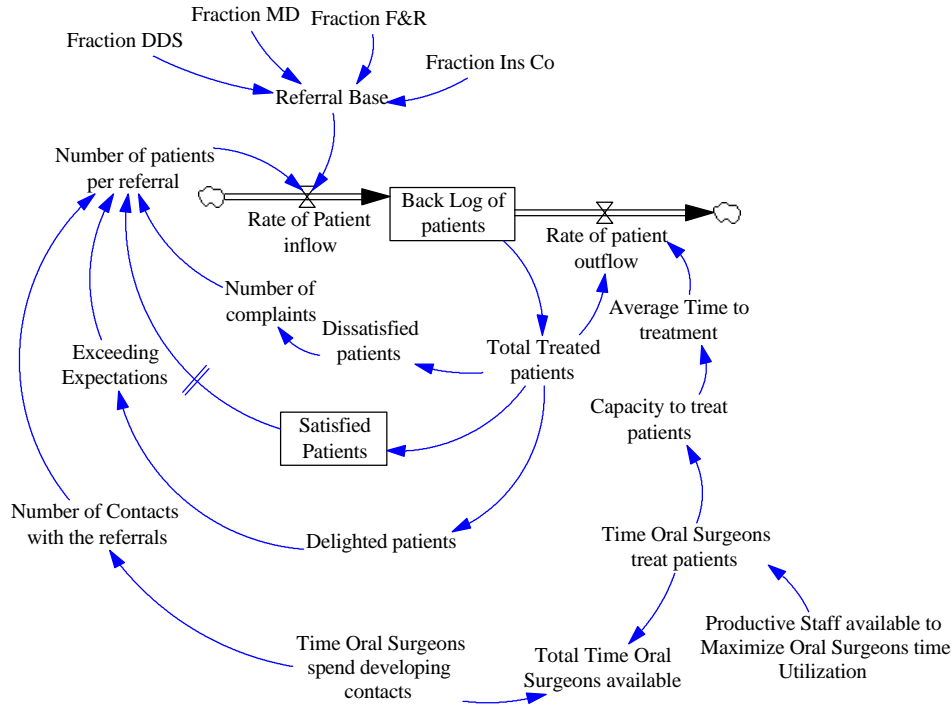 Fraction MD
Fraction F&R
Fraction DDS
Fraction Ins Co
Referral Base
Number of patients
per referral
Back Log of
patients
Rate of Patient
inflow
Rate of patient
outflow
Number of
complaints
Average Time to
treatment
Dissatisfied
patients
Exceeding
Expectations
Total Treated
patients
Capacity to treat
patients
Satisfied
Patients
Number of Contacts
with the referrals
Delighted patients
Time Oral Surgeons
treat patients
Productive Staff available to
Maximize Oral Surgeons time
Utilization
Time Oral Surgeons
spend developing
contacts
Total Time Oral
Surgeons available